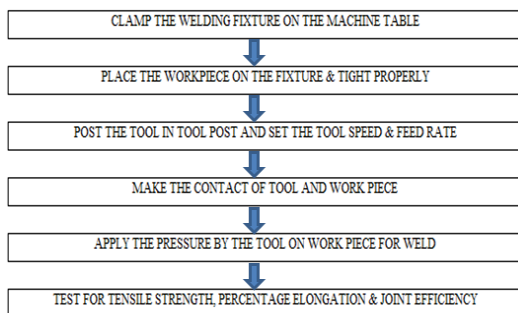 CLAMP THE WELDING FIXTURE ON THE MACHINE TABLE
PLACE THE WORKPIECE ON THE FIXTURE & TIGHT PROPERLY
POST THE TOOL IN TOOL POST AND SET THE TOOL SPEED & FEED RATE
MAKE THE CONTACT OF TOOL AND WORK PIECE
APPLY THE PRESSURE BY THE TOOL ON WORK PIECE FOR WELD
TEST FOR TENSILE STRENGTH, PERCENTAGE ELONGATION & JOINT EFFICIENCY